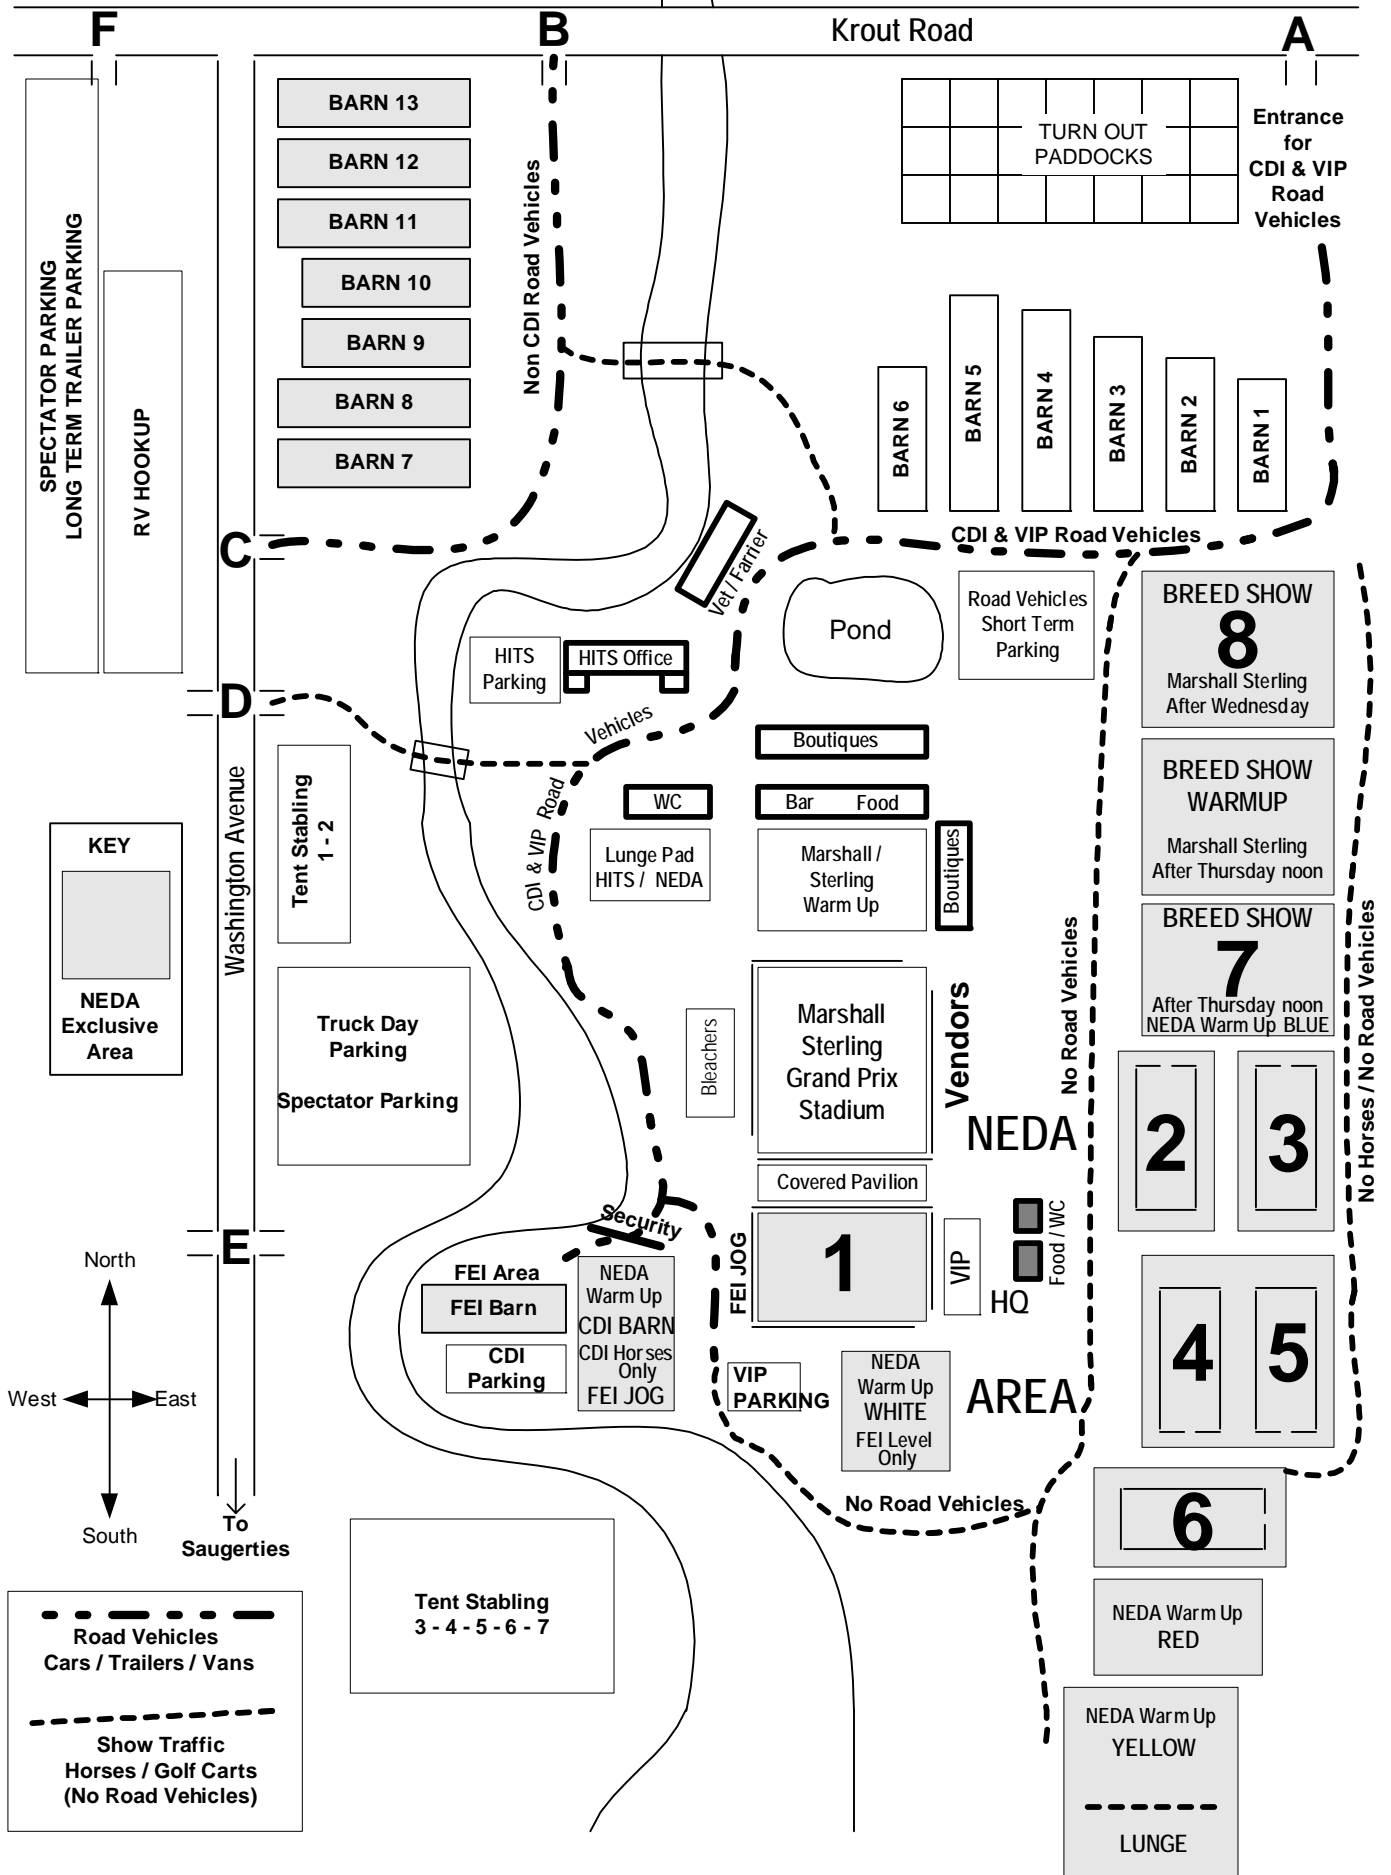 F
B
Krout Road
A
BARN 13
BARN 12
BARN 11
BARN 10
BARN 9
BARN 8
BARN 7
SPECTATOR PARKING
LONG TERM TRAILER PARKING
RV HOOKUP
Non CDI Road Vehicles
TURN OUT
PADDOCKS
Entrance
for
CDI & VIP
Road
Vehicles
BARN 6
BARN 5
BARN 4
BARN 3
BARN 2
BARN 1
C
CDI & VIP Road Vehicles
Vet / Farrier
Pond
Road Vehicles
Short Term
Parking
BREED SHOW
8
Marshall Sterling
After Wednesday
HITS
Parking
HITS Office
D
Vehicles
CDI & VIP Road
Boutiques
WC
Bar Food
Boutiques
BREED SHOW
WARMUP
Marshall Sterling
After Thursday noon
Washington Avenue
Tent Stabling
1 - 2
Lunge Pad
HITS / NEDA
Marshall /
Sterling
Warm Up
KEY
NEDA
Exclusive
Area
BREED SHOW
7
After Thursday noon
NEDA Warm Up BLUE
No Road Vehicles
No Horses / No Road Vehicles
Truck Day
Parking
Spectator Parking
Bleachers
Marshall
Sterling
Grand Prix
Stadium
Vendors
NEDA
2
3
Covered Pavilion
E
Security
FEI JOG
1
VIP
HQ
Food / WC
North
West
East
South
FEI Area
FEI Barn
CDI
Parking
NEDA
Warm Up
CDI BARN
CDI Horses
Only
FEI JOG
VIP
PARKING
NEDA
Warm Up
WHITE
FEI Level
Only
AREA
4
5
No Road Vehicles
6
To
Saugerties
Tent Stabling
3 - 4 - 5 - 6 - 7
NEDA Warm Up
RED
NEDA Warm Up
YELLOW
LUNGE
Road Vehicles
Cars / Trailers / Vans
Show Traffic
Horses / Golf Carts
(No Road Vehicles)